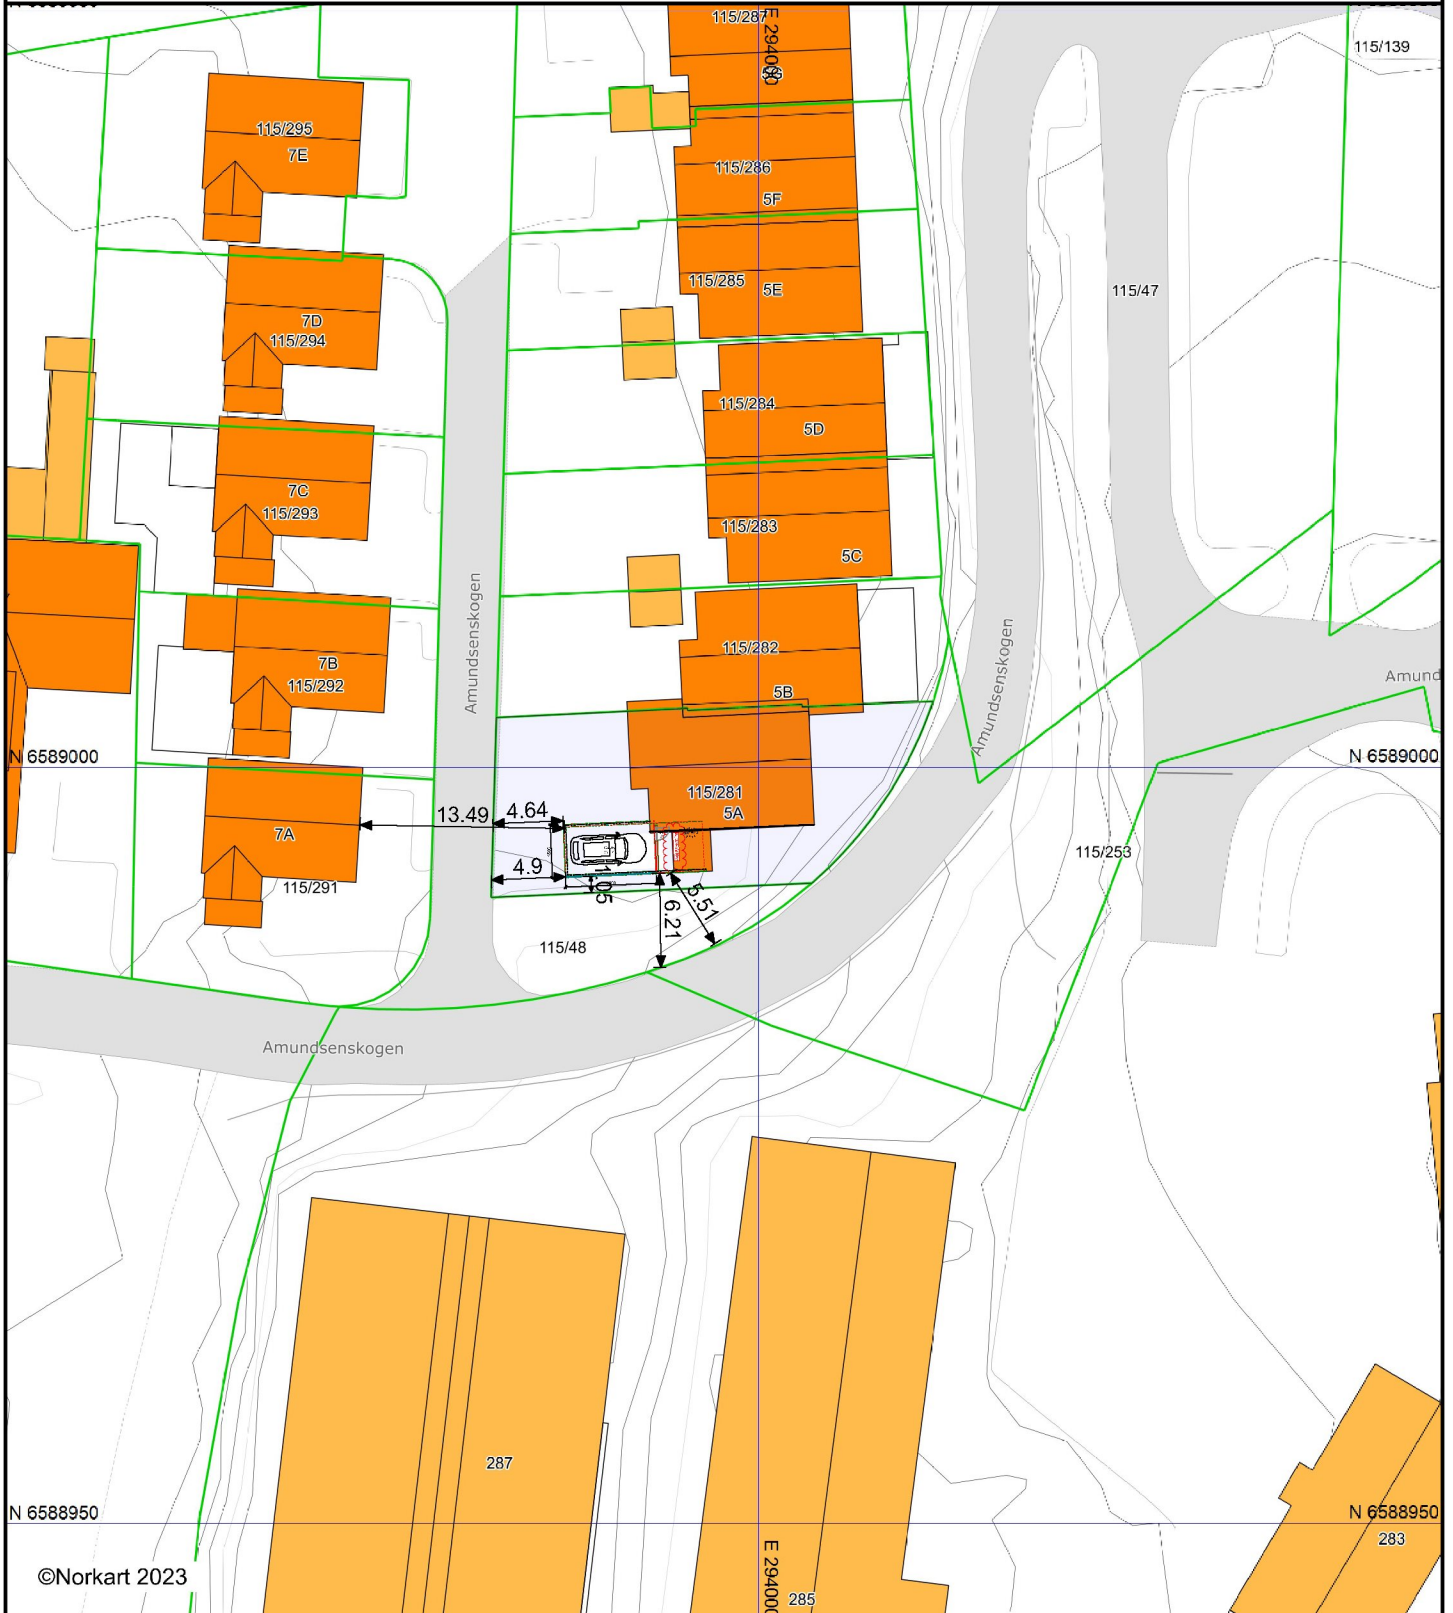 115/287
E 294000
115/139
115/295
7E
115/286
5F
115/285
5E
115/47
7D
115/294
115/284
5D
7C
115/293
115/283
5C
Amundsenskogen
Amundsenskogen
115/282
7B
115/292
5B
Amund
N 6589000
N 6589000
115/281
5A
13.49
4.64
7A
115/291
4.9
1.05
5.51
6.21
115/253
115/48
Amundsenskogen
287
N 6588950
N 6588950
283
©Norkart 2023
E 294000
285